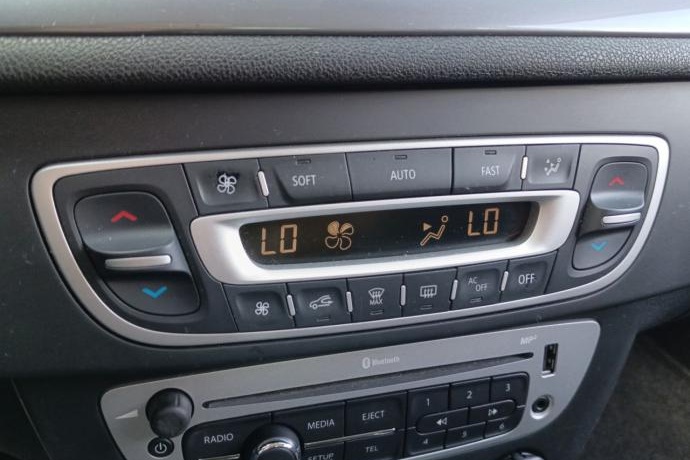 SOFT AUTO FAST
LO LO
MAX AC OFF OFF
Bluetooth MP3
RADIO MEDIA EJECT 1 2 3
SETUP TEL 4 5 6